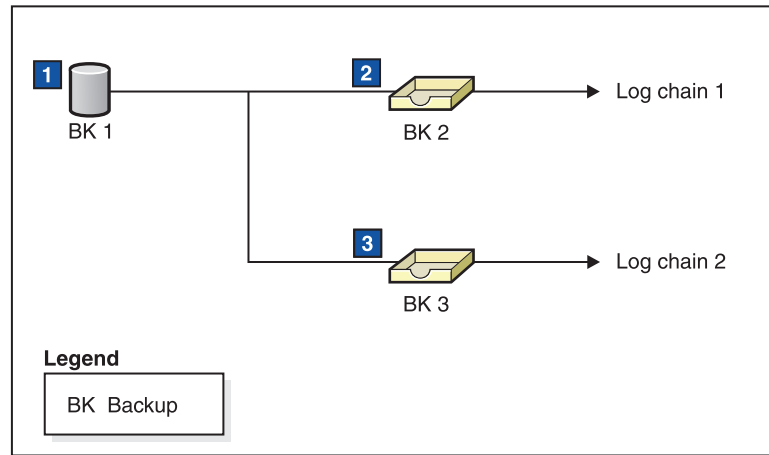 1
BK 1
2
BK 2
Log chain 1
3
BK 3
Log chain 2
Legend
BK Backup